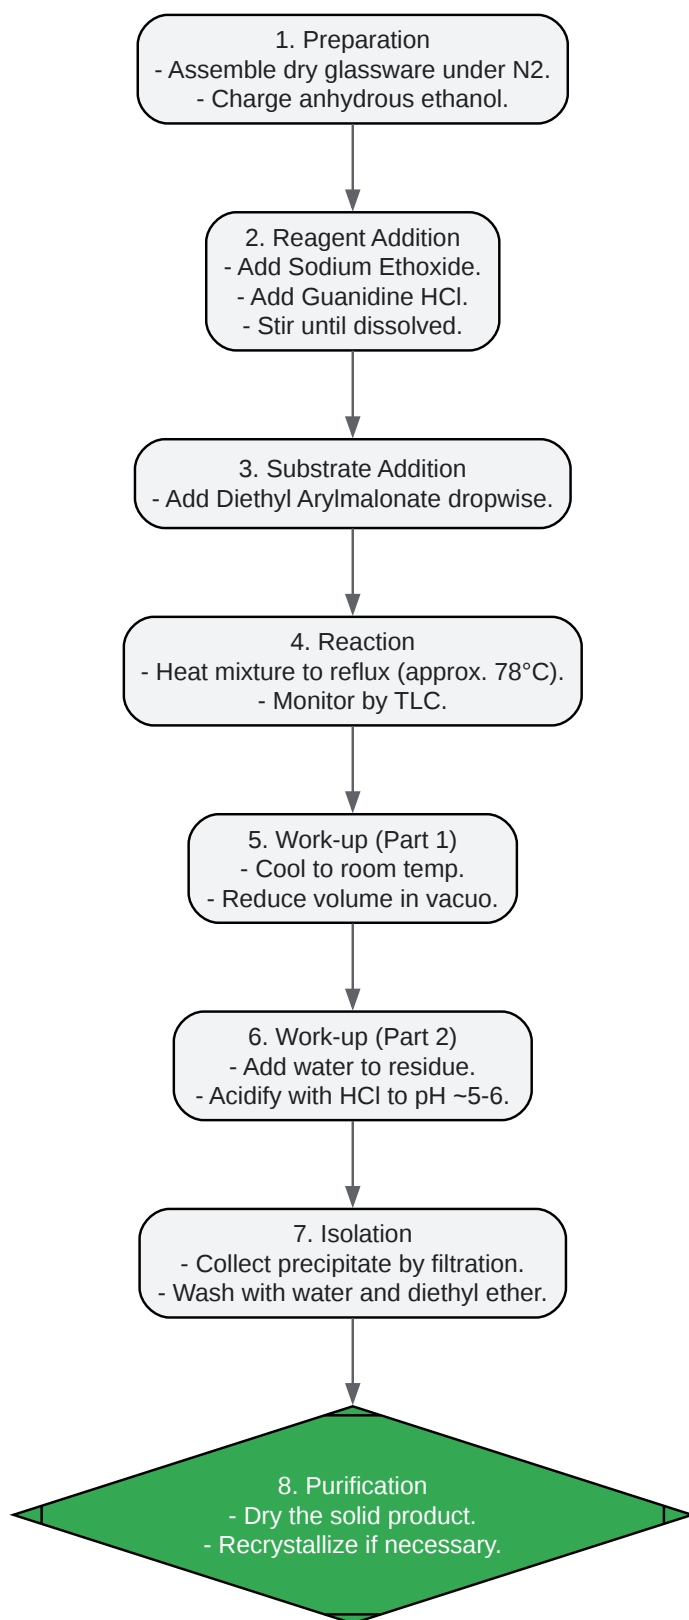 1. Preparation
- Assemble dry glassware under N2.
- Charge anhydrous ethanol.
2. Reagent Addition
- Add Sodium Ethoxide.
- Add Guanidine HCl.
- Stir until dissolved.
3. Substrate Addition
- Add Diethyl Arylmalonate dropwise.
4. Reaction
- Heat mixture to reflux (approx. 78°C).
- Monitor by TLC.
5. Work-up (Part 1)
- Cool to room temp.
- Reduce volume in vacuo.
6. Work-up (Part 2)
- Add water to residue.
- Acidify with HCl to pH ~5-6.
7. Isolation
- Collect precipitate by filtration.
- Wash with water and diethyl ether.
8. Purification
- Dry the solid product.
- Recrystallize if necessary.